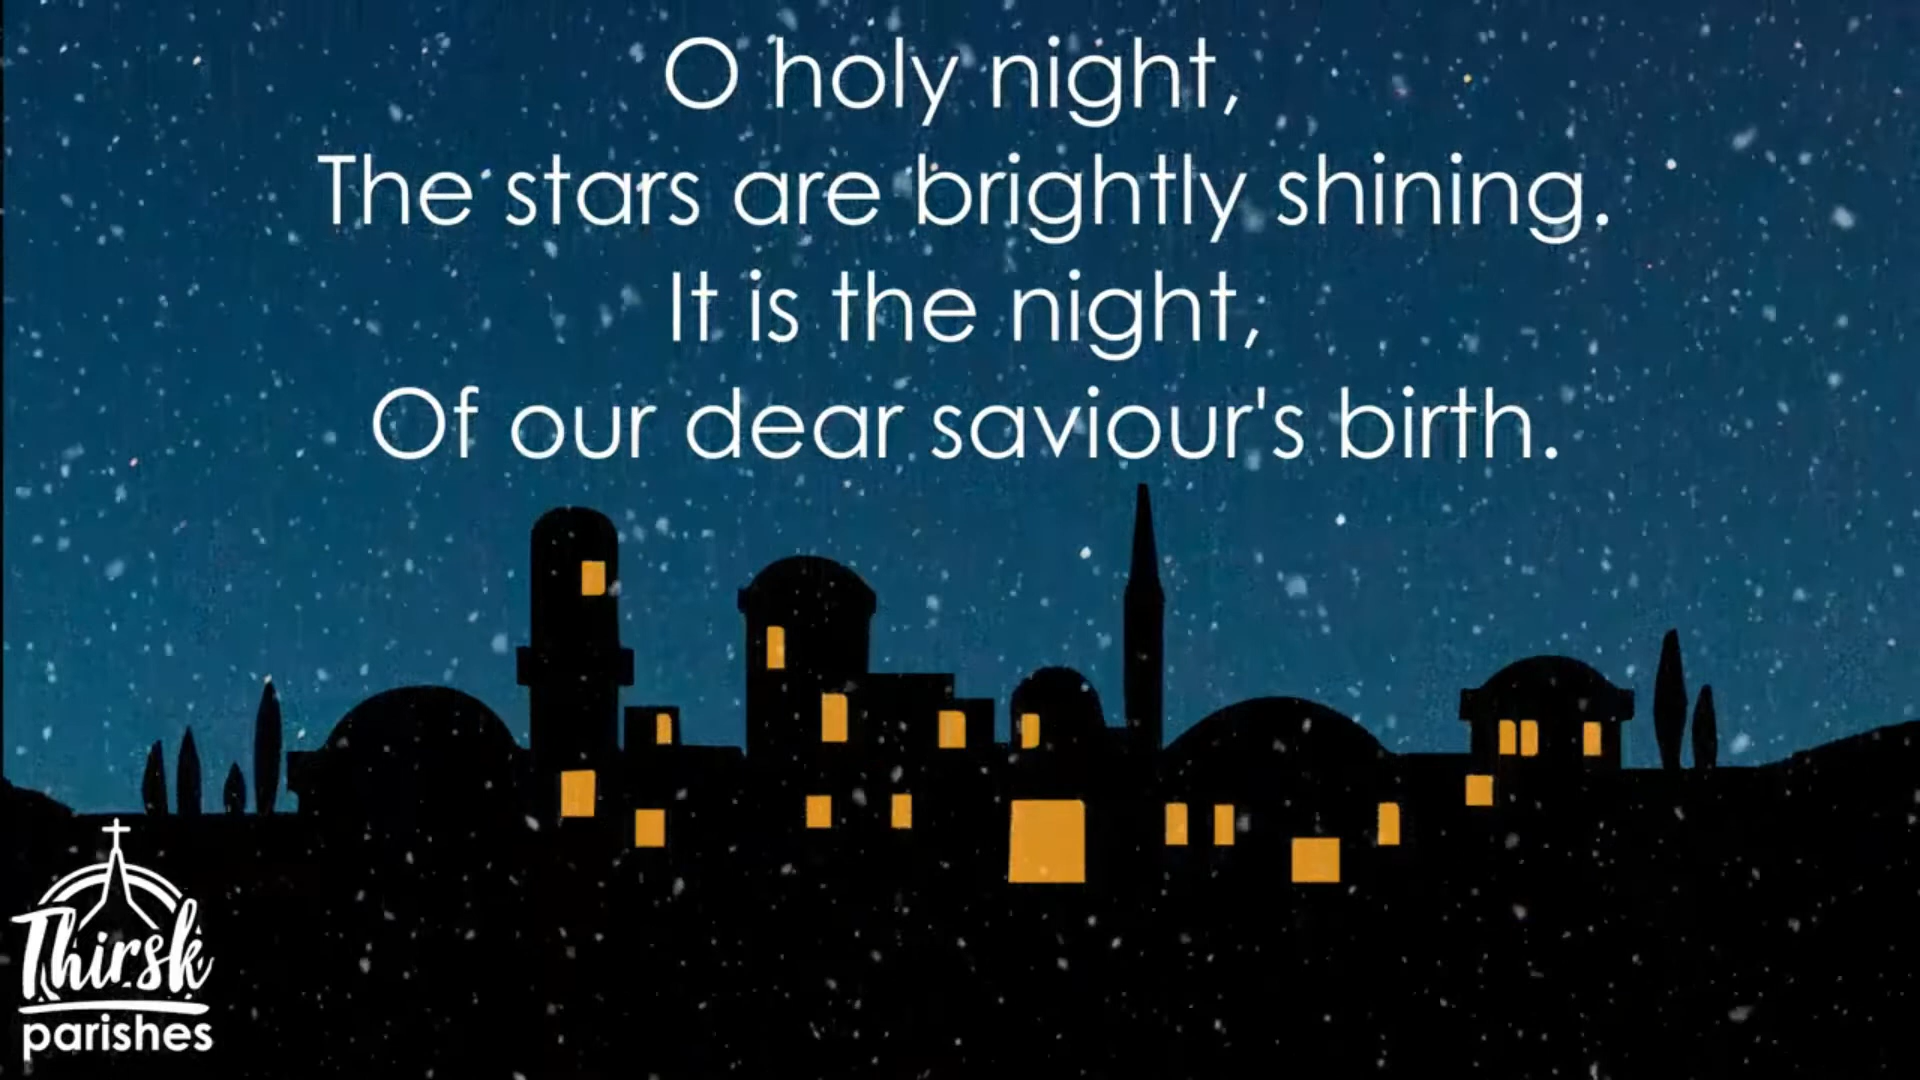 O holy night,
The stars are brightly shining.
It is the night,
Of our dear saviour's birth.
Thirsk
parishes